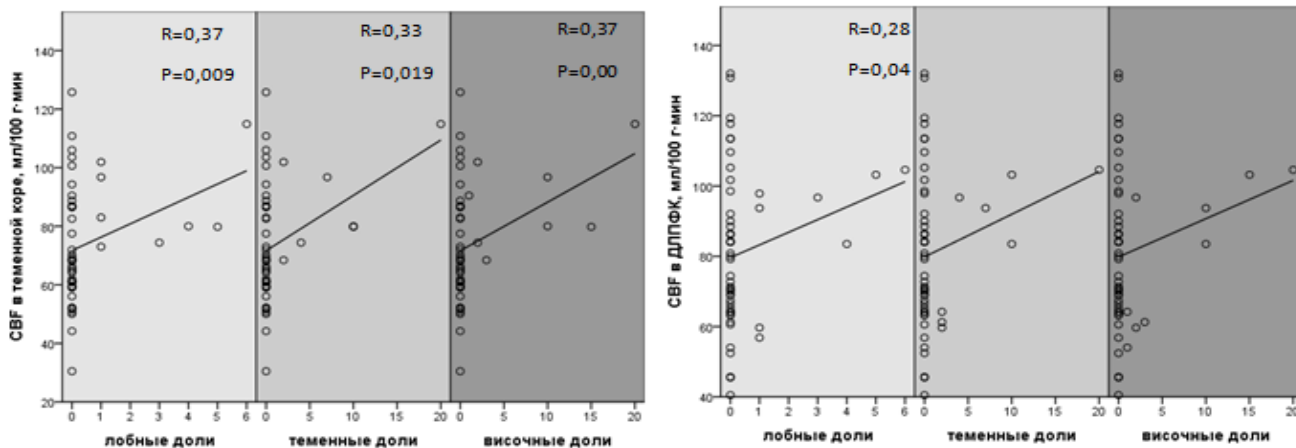 R=0,37
P=0,009
R=0,33
P=0,019
R=0,37
P=0,00
CBF в теменной коре, мл/100 г·мин
140
120
100
80
60
40
20
0 1 2 3 4 5 6
0 5 10 15 20
0 5 10 15 20
лобные доли
теменные доли
височные доли
R=0,28
P=0,04
CBF в ДЛПФК, мл/100 г·мин
140
120
100
80
60
40
0 1 2 3 4 5 6
0 5 10 15 20
0 5 10 15 20
лобные доли
теменные доли
височные доли